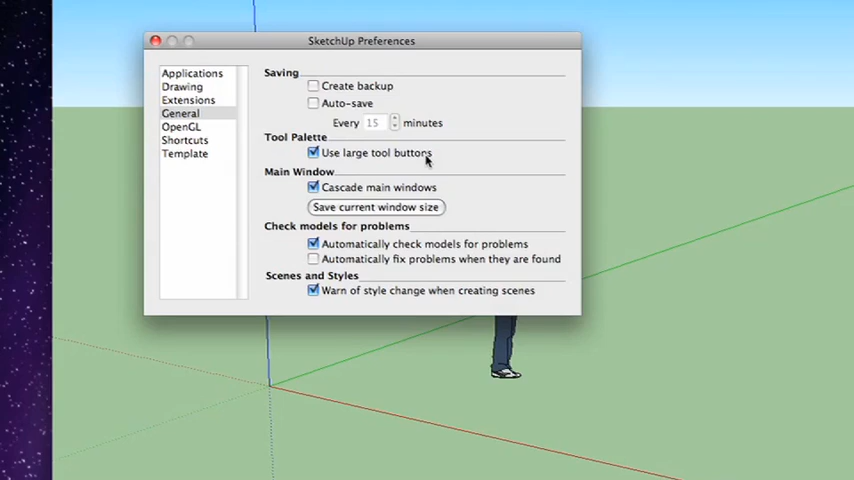 SketchUp Preferences
Applications
Drawing
Extensions
General
OpenGL
Shortcuts
Template
Saving
Create backup
Auto-save
Every 15 minutes
Tool Palette
Use large tool buttons
Main Window
Cascade main windows
Save current window size
Check models for problems
Automatically check models for problems
Automatically fix problems when they are found
Scenes and Styles
Warn of style change when creating scenes